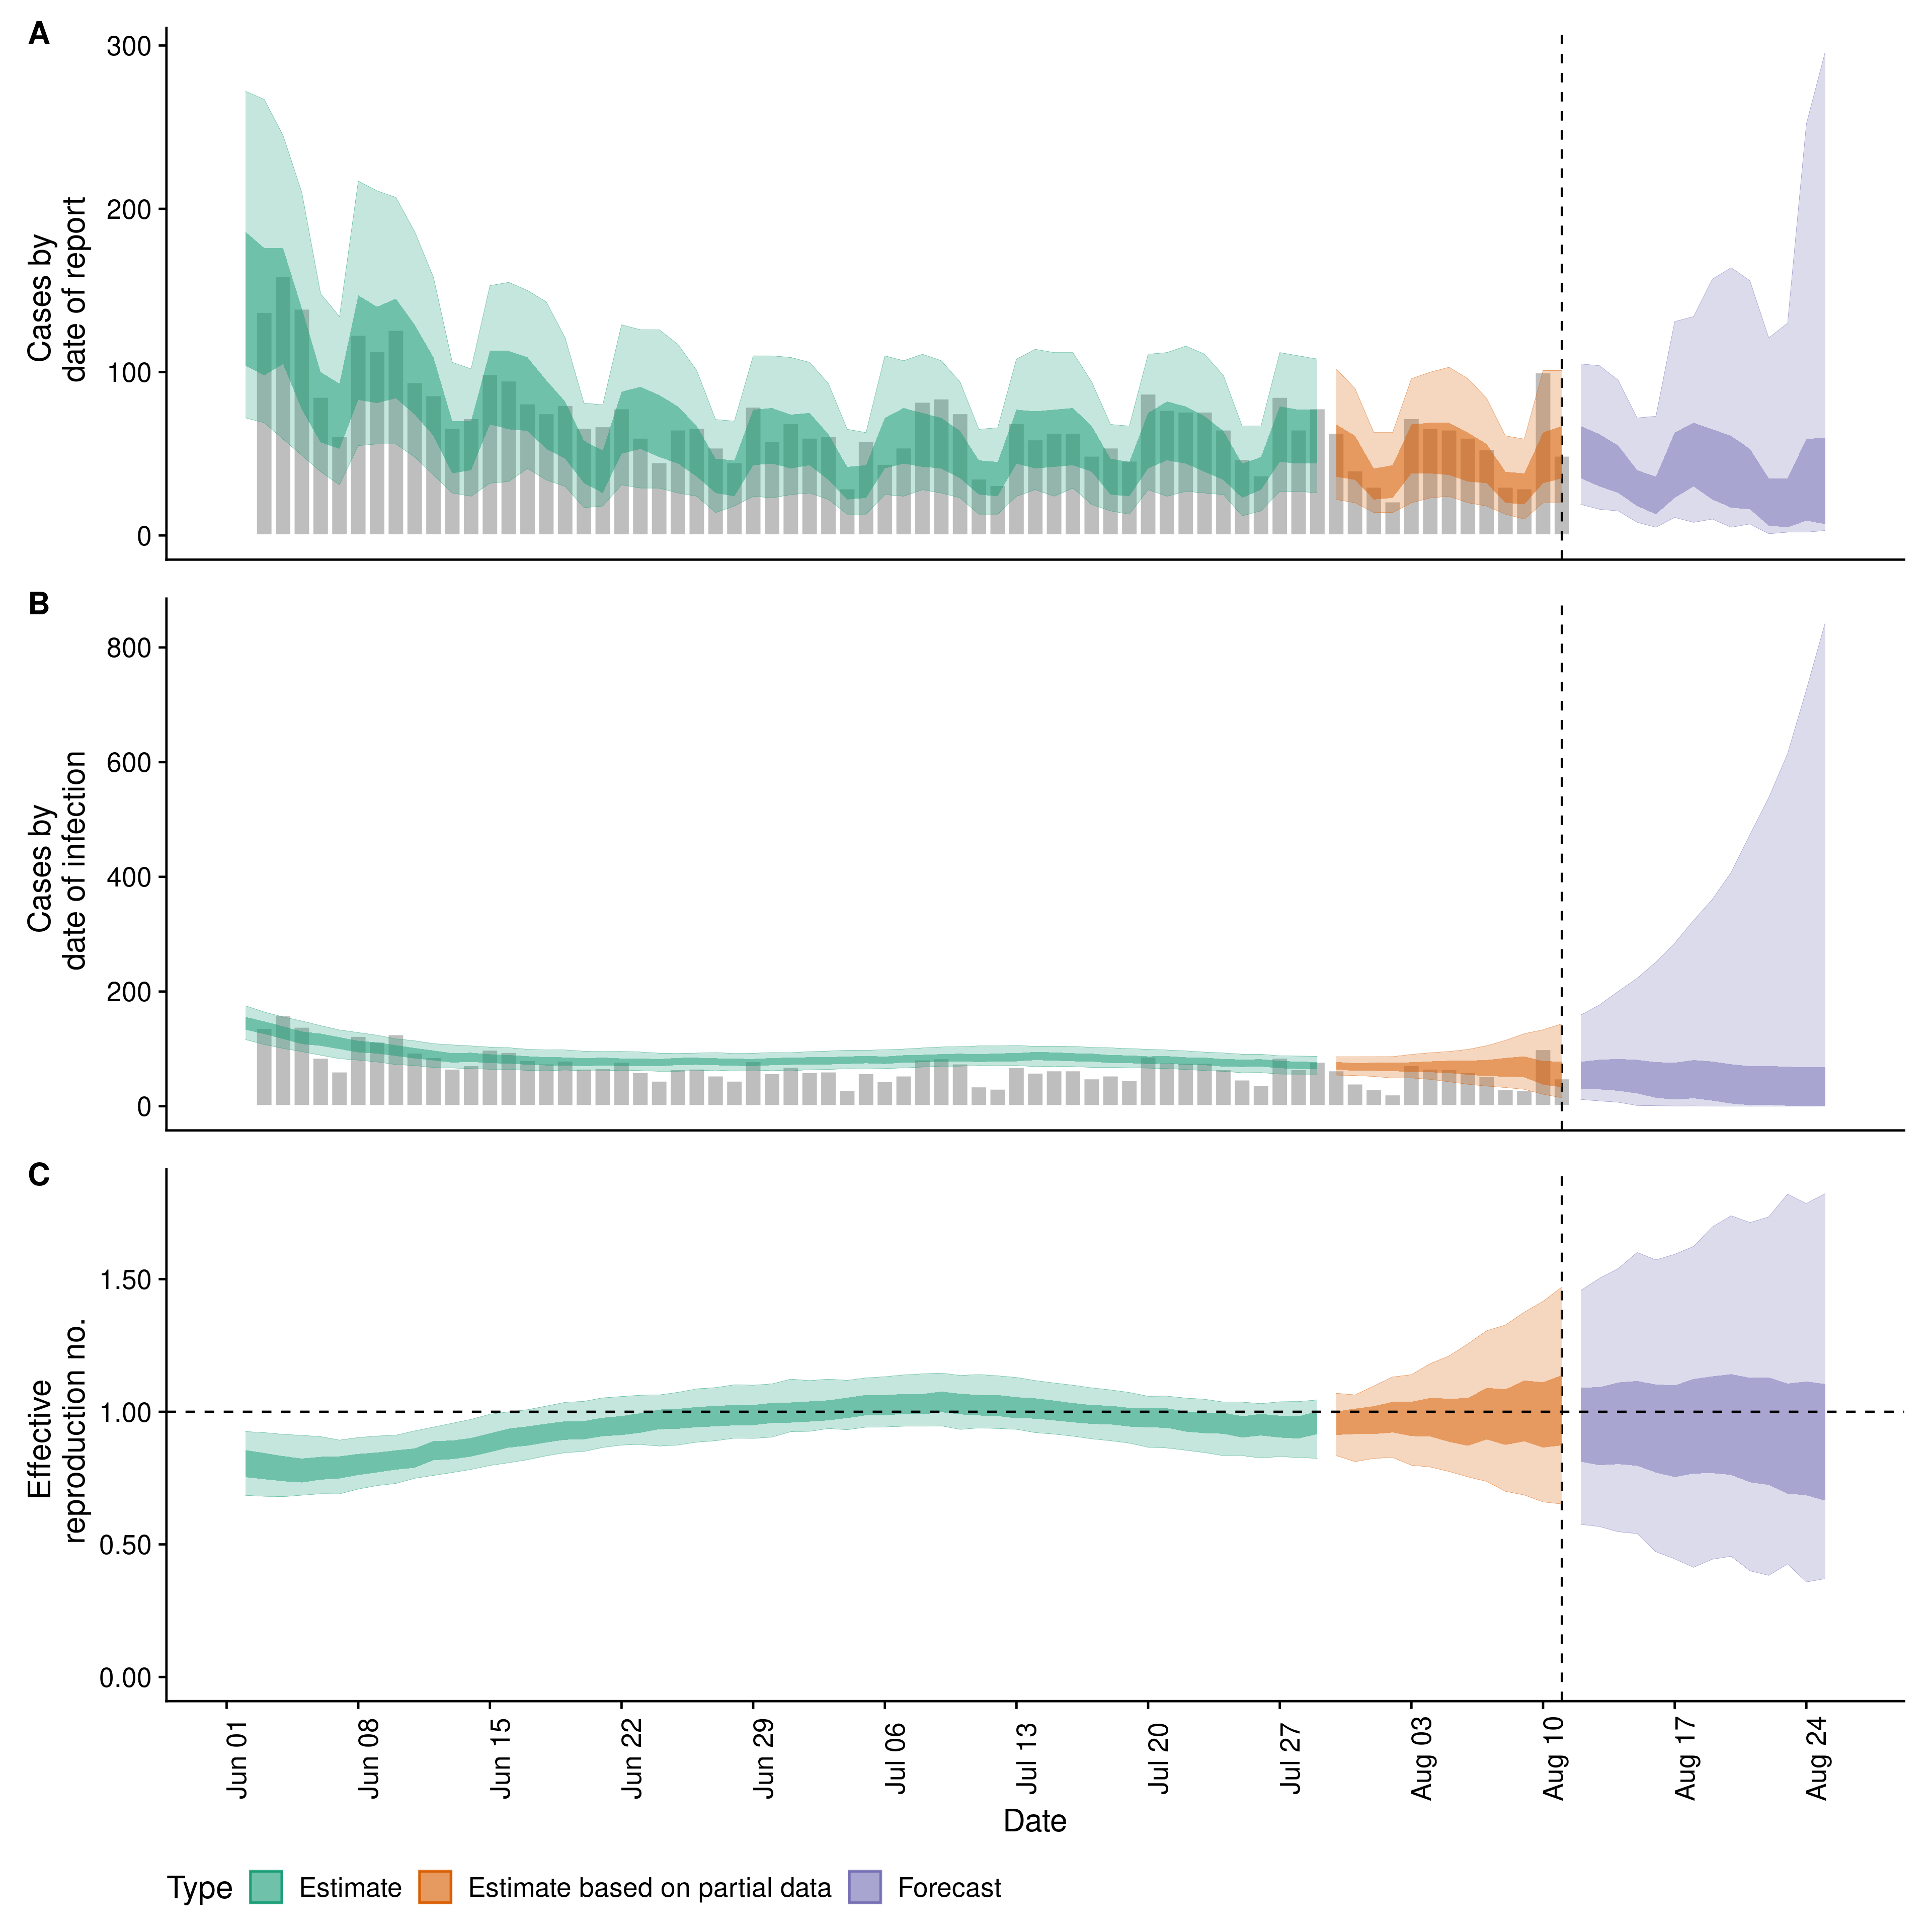 A
Cases by
date of report
300
200
100
0
B
Cases by
date of infection
800
600
400
200
0
C
Effective
reproduction no.
1.50
1.00
0.50
0.00
Jun 01
Jun 08
Jun 15
Jun 22
Jun 29
Jul 06
Jul 13
Jul 20
Jul 27
Aug 03
Aug 10
Aug 17
Aug 24
Date
Type Estimate Estimate based on partial data Forecast